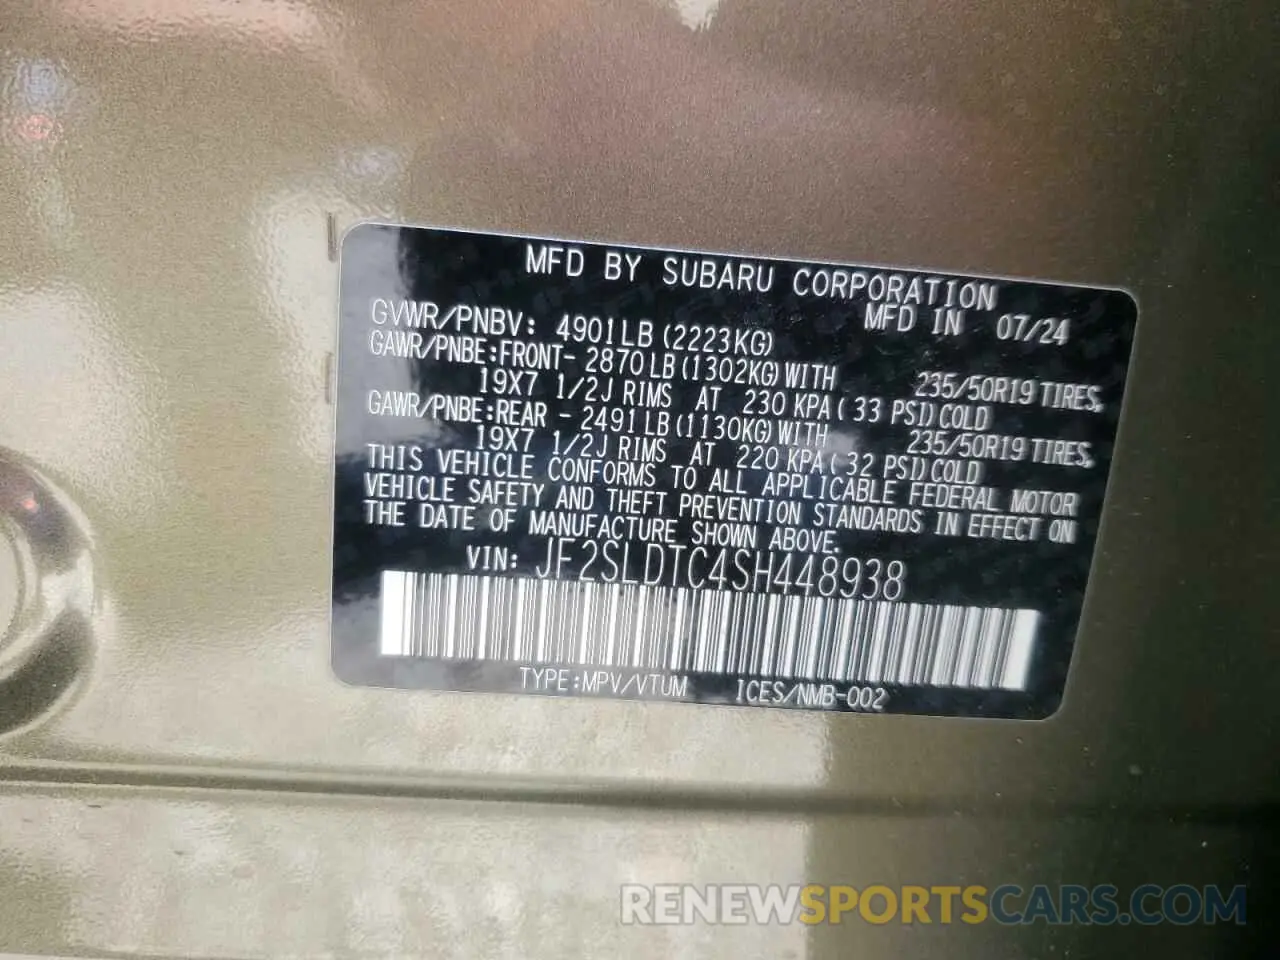 MFD BY SUBARU CORPORATION
MFD IN 07/24
GVWR/PNBV: 4901LB (2223KG)
GAWR/PNBE:FRONT- 2870LB(1302KG)WITH 235/50R19 TIRES,
19X7 1/2J RIMS AT 230 KPA( 33 PSI)COLD
GAWR/PNBE:REAR - 2491LB(1130KG)WITH 235/50R19 TIRES,
19X7 1/2J RIMS AT 220 KPA( 32 PSI)COLD
THIS VEHICLE CONFORMS TO ALL APPLICABLE FEDERAL MOTOR
VEHICLE SAFETY AND THEFT PREVENTION STANDARDS IN EFFECT ON
THE DATE OF MANUFACTURE SHOWN ABOVE.
VIN: JF2SLDTC4SH448938
TYPE:MPV/VTUM ICES/NMB-002
RENEWSPORTSCARS.COM